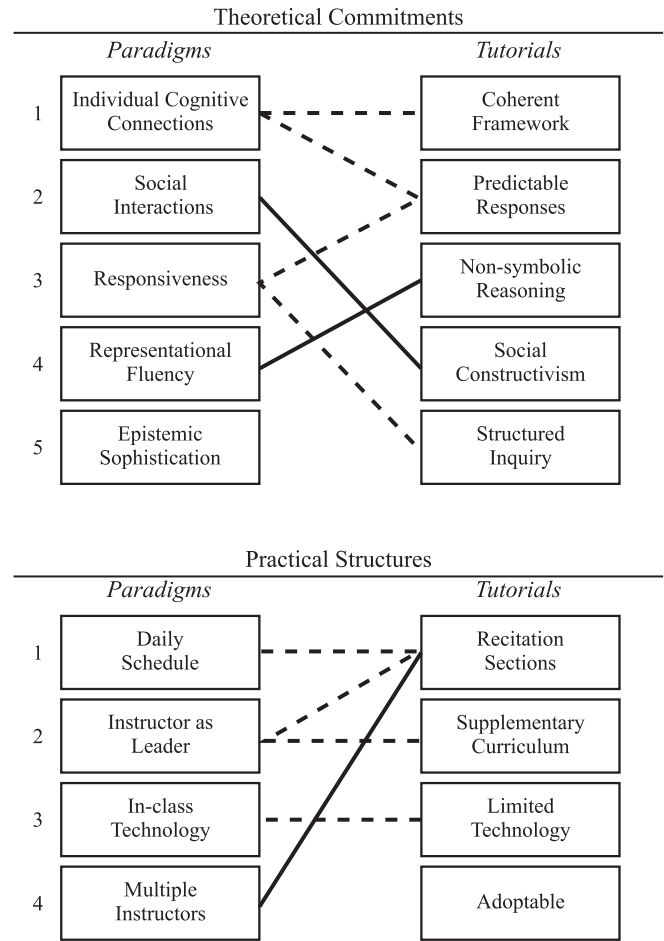 Theoretical Commitments
Paradigms Tutorials
1 Individual Cognitive Connections Coherent Framework
2 Social Interactions Predictable Responses
3 Responsiveness Non-symbolic Reasoning
4 Representational Fluency Social Constructivism
5 Epistemic Sophistication Structured Inquiry
Practical Structures
Paradigms Tutorials
1 Daily Schedule Recitation Sections
2 Instructor as Leader Supplementary Curriculum
3 In-class Technology Limited Technology
4 Multiple Instructors Adoptable